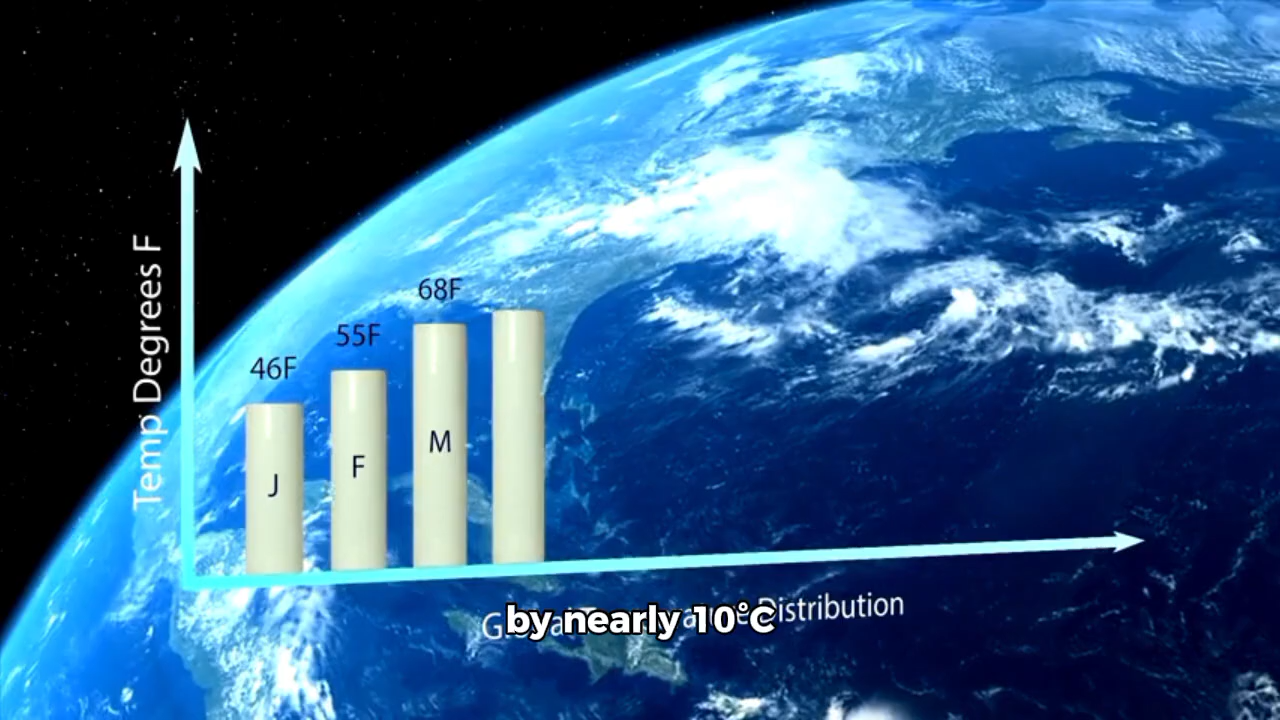 Temp Degrees F
68F
55F
46F
M
F
J
Distribution
by nearly 10°C